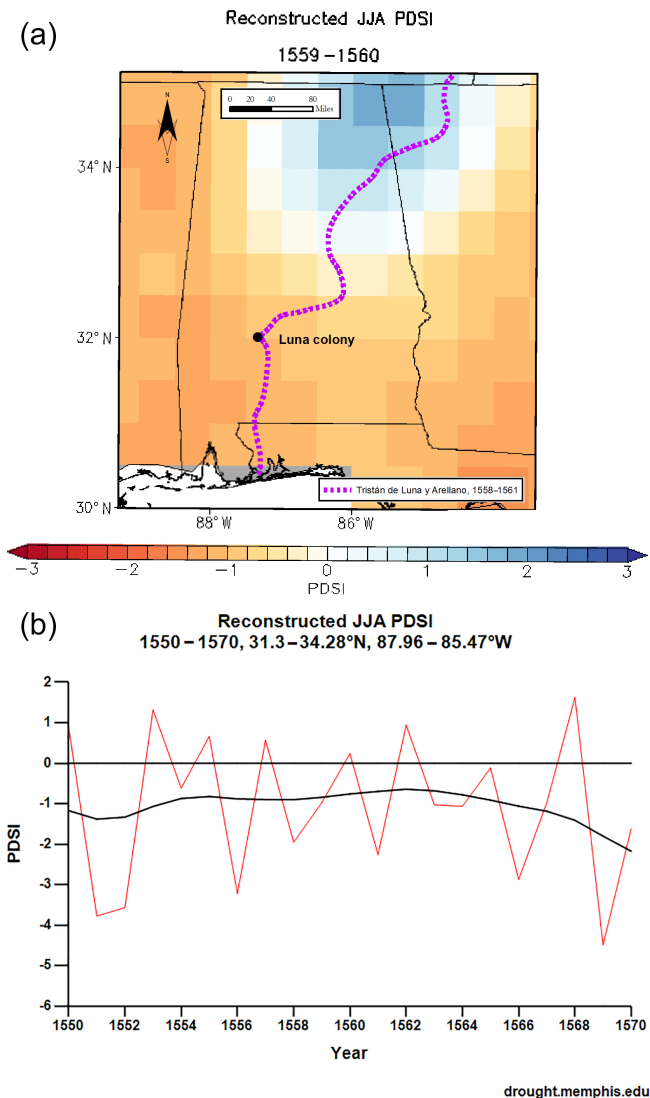 (a)
Reconstructed JJA PDSI
1559–1560
N
0 20 40 80
Miles
S
34°N
32°N
30°N
Luna colony
Tristán de Luna y Arellano, 1558–1561
88°W 86°W
−3 −2 −1 0 1 2 3
PDSI
(b)
Reconstructed JJA PDSI
1550–1570, 31.3–34.28°N, 87.96–85.47°W
2
1
0
-1
-2
-3
-4
-5
-6
PDSI
1550 1552 1554 1556 1558 1560 1562 1564 1566 1568 1570
Year
drought.memphis.edu